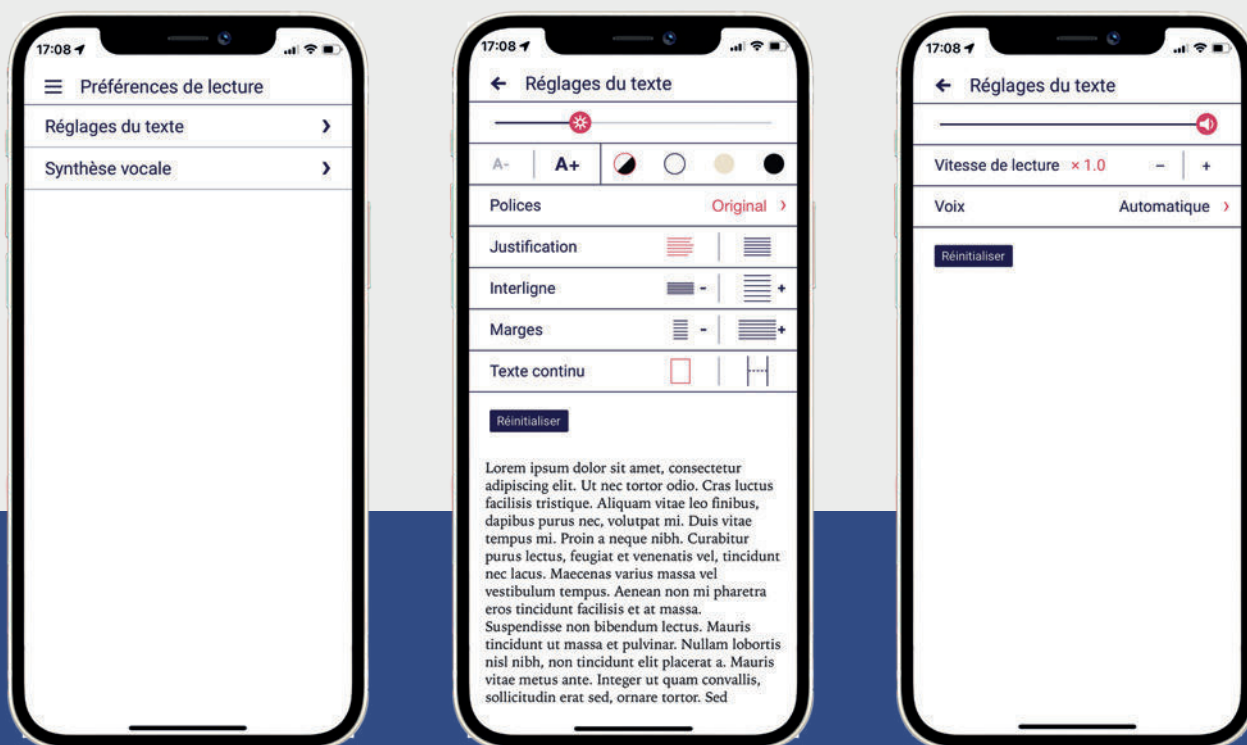 17:08
Préférences de lecture
Réglages du texte
Synthèse vocale
17:08
Réglages du texte
A- A+
Polices Original
Justification
Interligne - +
Marges - +
Texte continu
Réinitialiser
Lorem ipsum dolor sit amet, consectetur
adipiscing elit. Ut nec tortor odio. Cras luctus
facilisis tristique. Aliquam vitae leo finibus,
dapibus purus nec, volutpat mi. Duis vitae
tempus mi. Proin a neque nibh. Curabitur
purus lectus, feugiat et venenatis vel, tincidunt
nec lacus. Maecenas varius massa vel
vestibulum tempus. Aenean non mi pharetra
eros tincidunt facilisis et at massa.
Suspendisse non bibendum lectus. Mauris
tincidunt ut massa et pulvinar. Nullam lobortis
nisl nibh, non tincidunt elit placerat a. Mauris
vitae metus ante. Integer ut quam convallis,
sollicitudin erat sed, ornare tortor. Sed
17:08
Réglages du texte
Vitesse de lecture × 1.0 - +
Voix Automatique
Réinitialiser